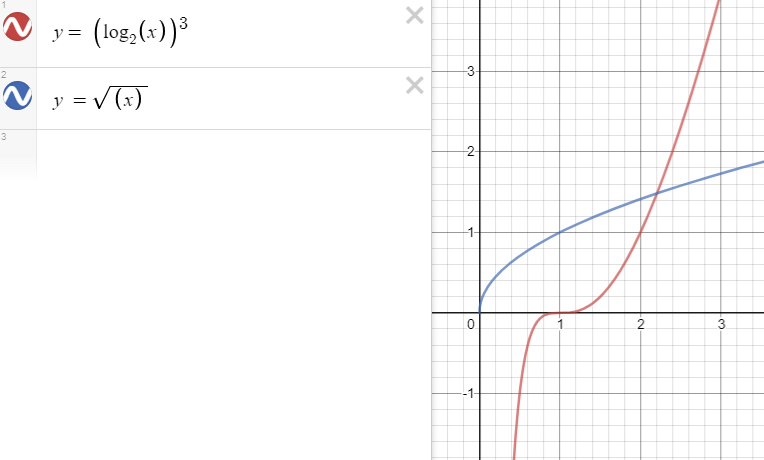 1
y = (log₂(x))³
2
y = √(x)
3
3
2
1
0 1 2 3
-1